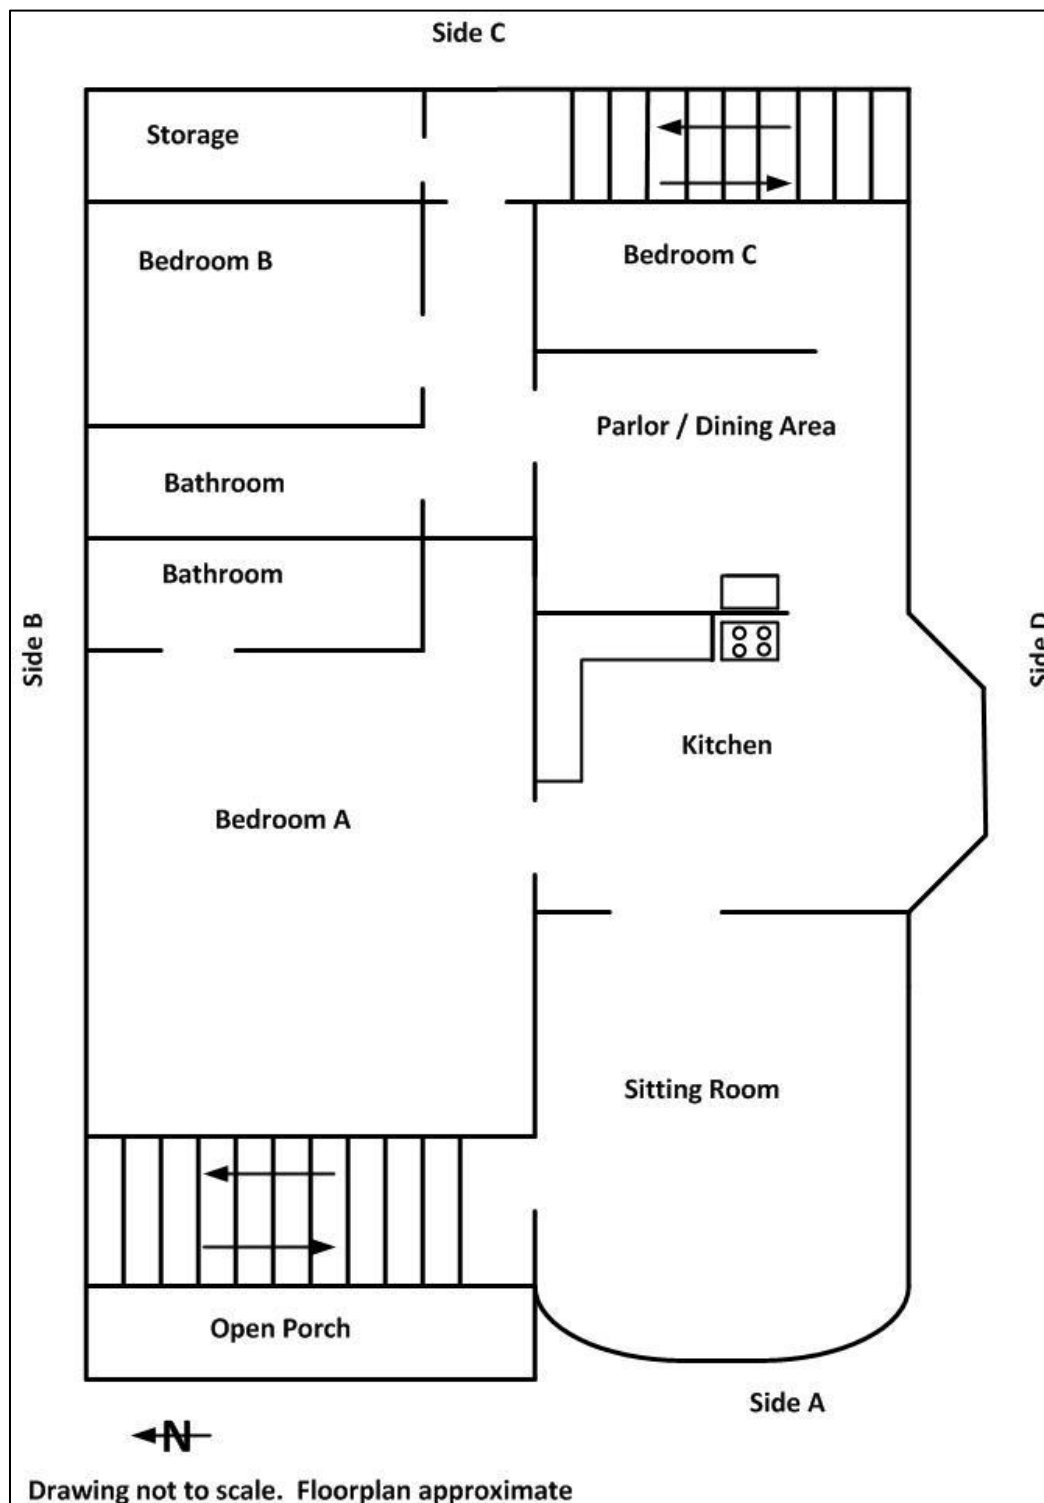 Side C
Storage
Bedroom B
Bedroom C
Parlor / Dining Area
Bathroom
Bathroom
Side B
Side D
Kitchen
Bedroom A
Sitting Room
Open Porch
Side A
N
Drawing not to scale.  Floorplan approximate